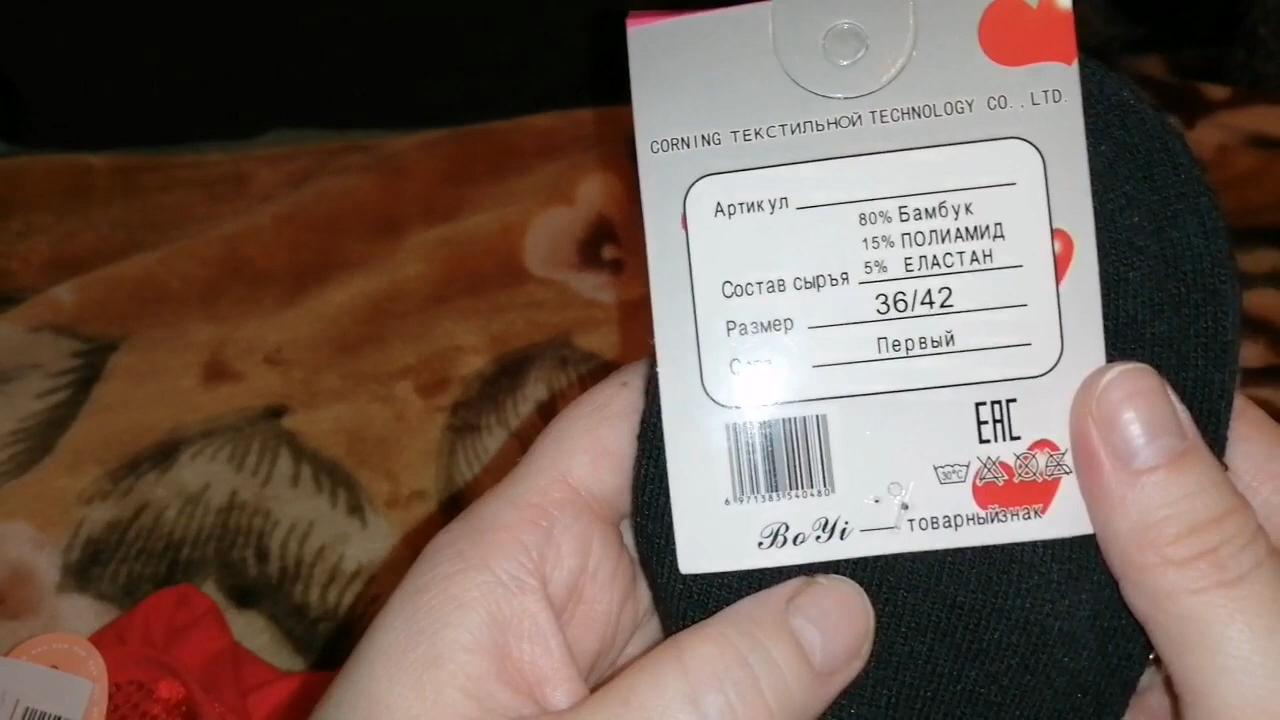 CORNING ТЕКСТИЛЬНОЙ TECHNOLOGY CO., LTD.
Артикул
80% Бамбук
15% ПОЛИАМИД
Состав сырья 5% ЕЛАСТАН
Размер 36/42
Первый
EAC
30°C
6 971383 540480
BoYi — товарныйзнак